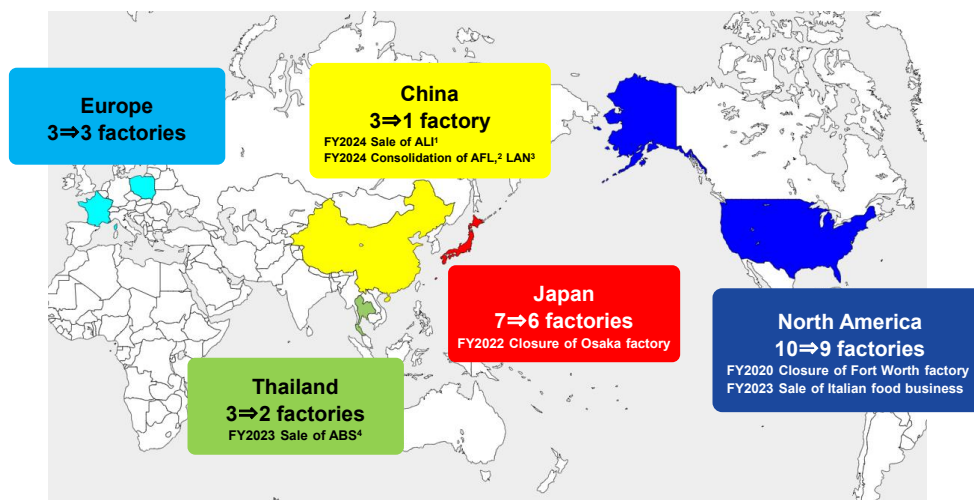 Europe
3⇒3 factories
China
3⇒1 factory
FY2024 Sale of ALI¹
FY2024 Consolidation of AFL,² LAN³
Japan
7⇒6 factories
FY2022 Closure of Osaka factory
North America
10⇒9 factories
FY2020 Closure of Fort Worth factory
FY2023 Sale of Italian food business
Thailand
3⇒2 factories
FY2023 Sale of ABS⁴